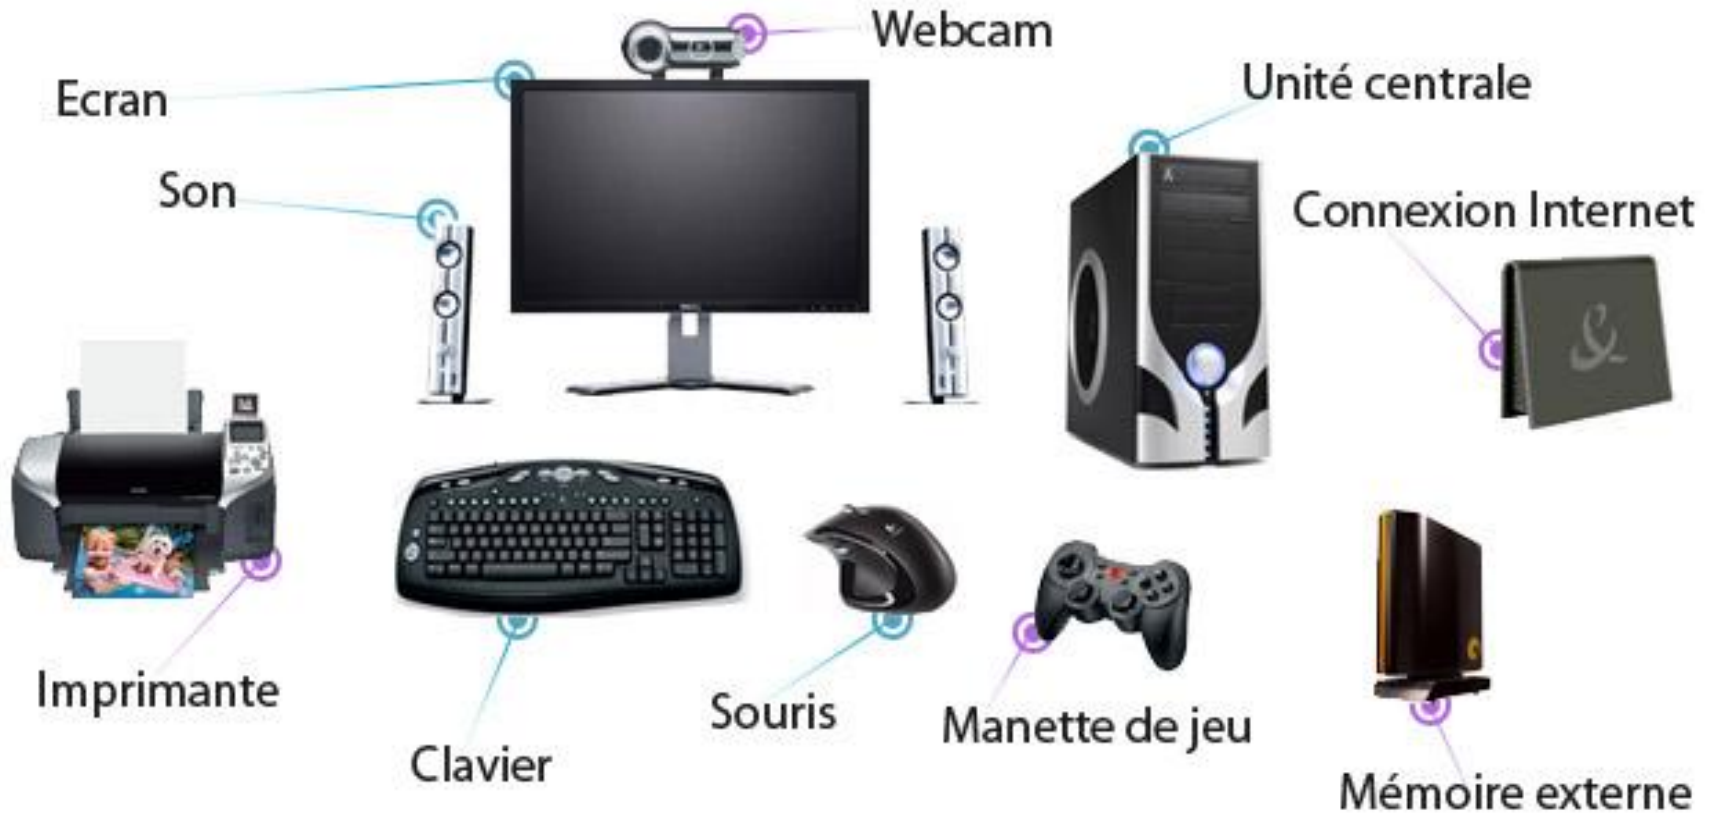 Webcam
Ecran
Unité centrale
Son
Connexion Internet
&
Imprimante
Souris
Manette de jeu
Clavier
Mémoire externe